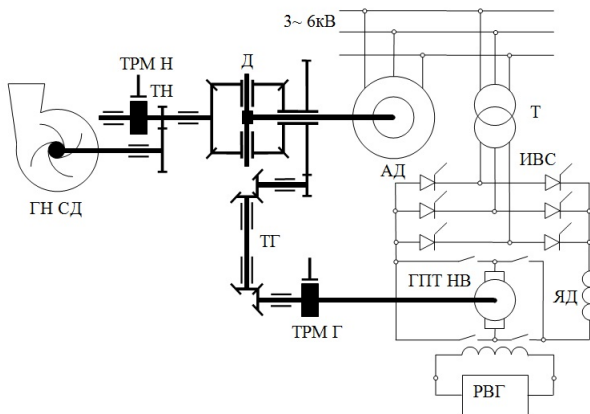 3~ 6кВ
ТРМ Н
Д
ТН
Т
ИВС
АД
ГН СД
ТГ
ГПТ НВ
ЯД
ТРМ Г
РВГ